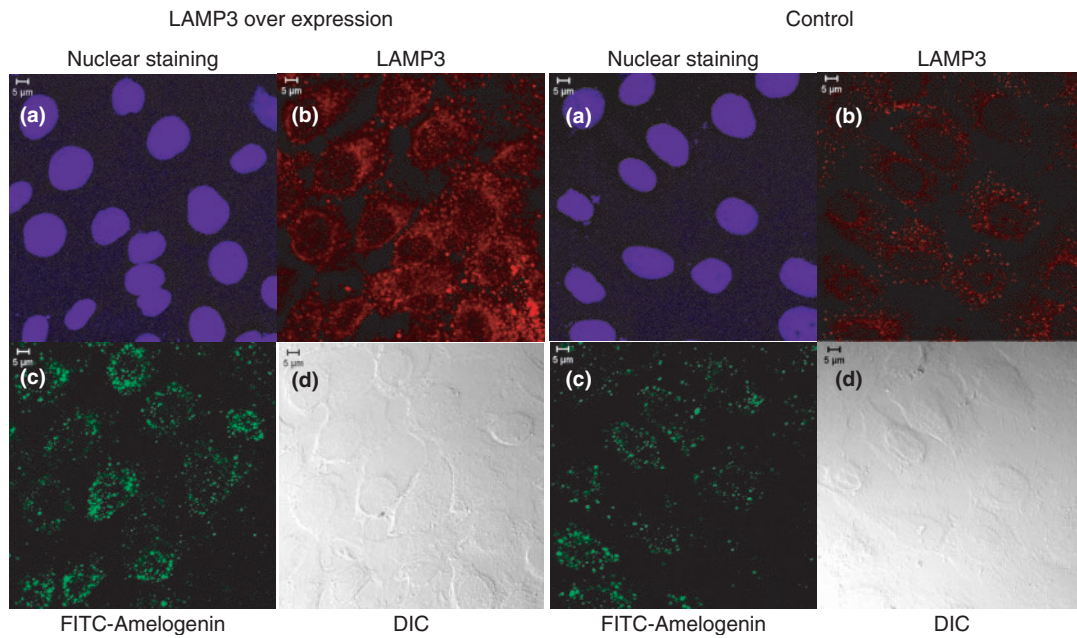 LAMP3 over expression
Control
Nuclear staining
LAMP3
Nuclear staining
LAMP3
5 µm
(a)
5 µm
(b)
5 µm
(a)
5 µm
(b)
5 µm
(c)
5 µm
(d)
5 µm
(c)
5 µm
(d)
FITC-Amelogenin
DIC
FITC-Amelogenin
DIC